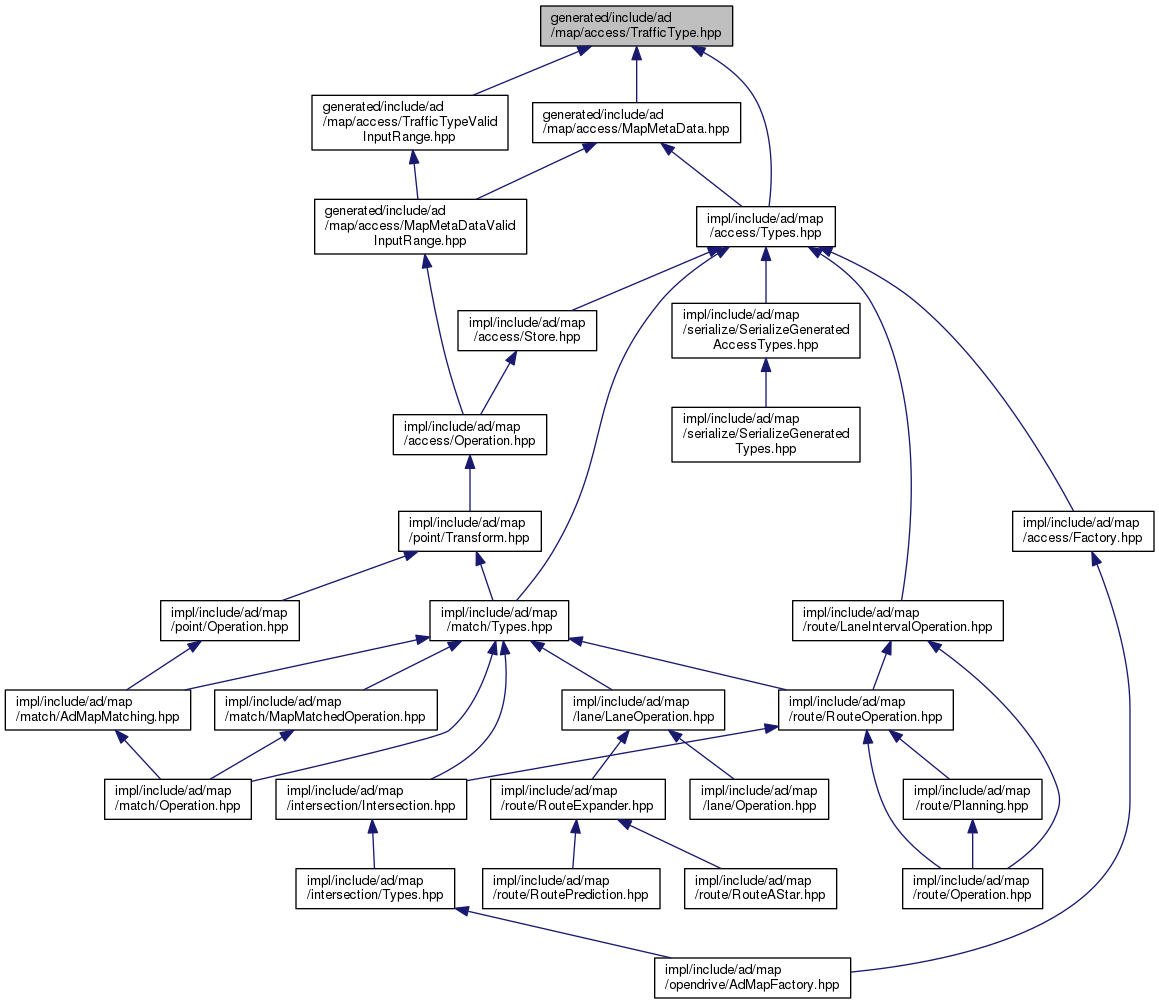 generated/include/ad
/map/access/TrafficType.hpp
generated/include/ad
/map/access/TrafficTypeValid
InputRange.hpp
generated/include/ad
/map/access/MapMetaData.hpp
generated/include/ad
/map/access/MapMetaDataValid
InputRange.hpp
impl/include/ad/map
/access/Types.hpp
impl/include/ad/map
/access/Store.hpp
impl/include/ad/map
/serialize/SerializeGenerated
AccessTypes.hpp
impl/include/ad/map
/access/Operation.hpp
impl/include/ad/map
/serialize/SerializeGenerated
Types.hpp
impl/include/ad/map
/point/Transform.hpp
impl/include/ad/map
/access/Factory.hpp
impl/include/ad/map
/point/Operation.hpp
impl/include/ad/map
/match/Types.hpp
impl/include/ad/map
/route/LaneIntervalOperation.hpp
impl/include/ad/map
/match/AdMapMatching.hpp
impl/include/ad/map
/match/MapMatchedOperation.hpp
impl/include/ad/map
/lane/LaneOperation.hpp
impl/include/ad/map
/route/RouteOperation.hpp
impl/include/ad/map
/match/Operation.hpp
impl/include/ad/map
/intersection/Intersection.hpp
impl/include/ad/map
/route/RouteExpander.hpp
impl/include/ad/map
/lane/Operation.hpp
impl/include/ad/map
/route/Planning.hpp
impl/include/ad/map
/intersection/Types.hpp
impl/include/ad/map
/route/RoutePrediction.hpp
impl/include/ad/map
/route/RouteAStar.hpp
impl/include/ad/map
/route/Operation.hpp
impl/include/ad/map
/opendrive/AdMapFactory.hpp